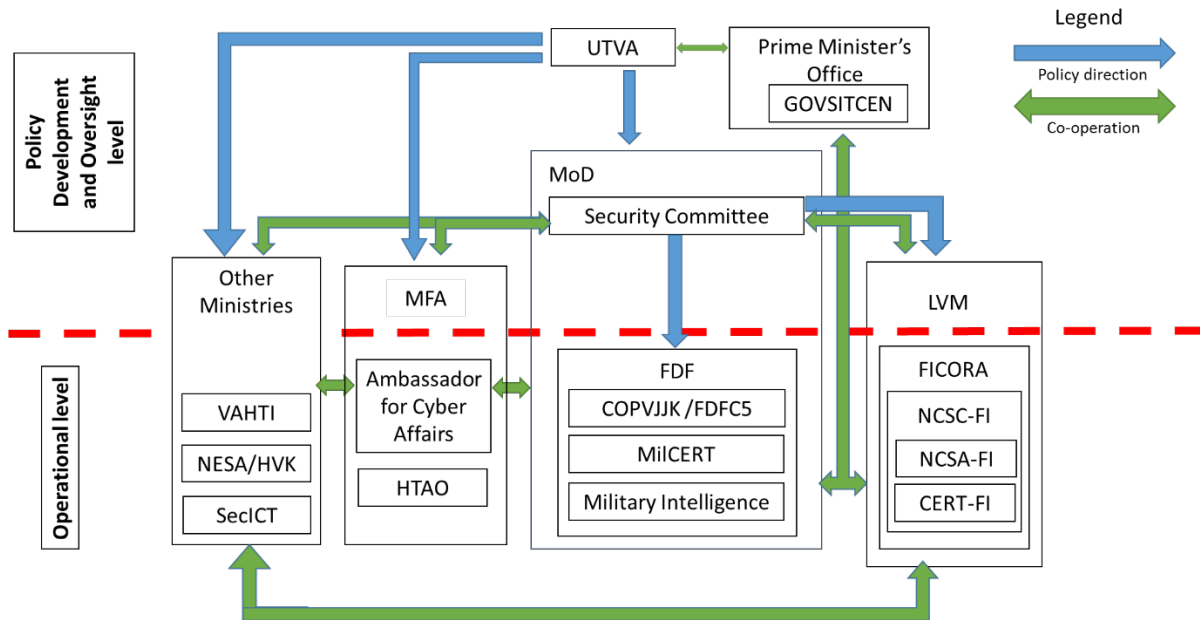 Legend
Policy direction
Co-operation
Policy
Development
and Oversight
level
UTVA
Prime Minister's
Office
GOVSITCEN
MoD
Security Committee
Other
Ministries
MFA
LVM
Operational level
VAHTI
NESA/HVK
SecICT
Ambassador
for Cyber
Affairs
HTAO
FDF
COPVJJK /FDFC5
MilCERT
Military Intelligence
FICORA
NCSC-FI
NCSA-FI
CERT-FI